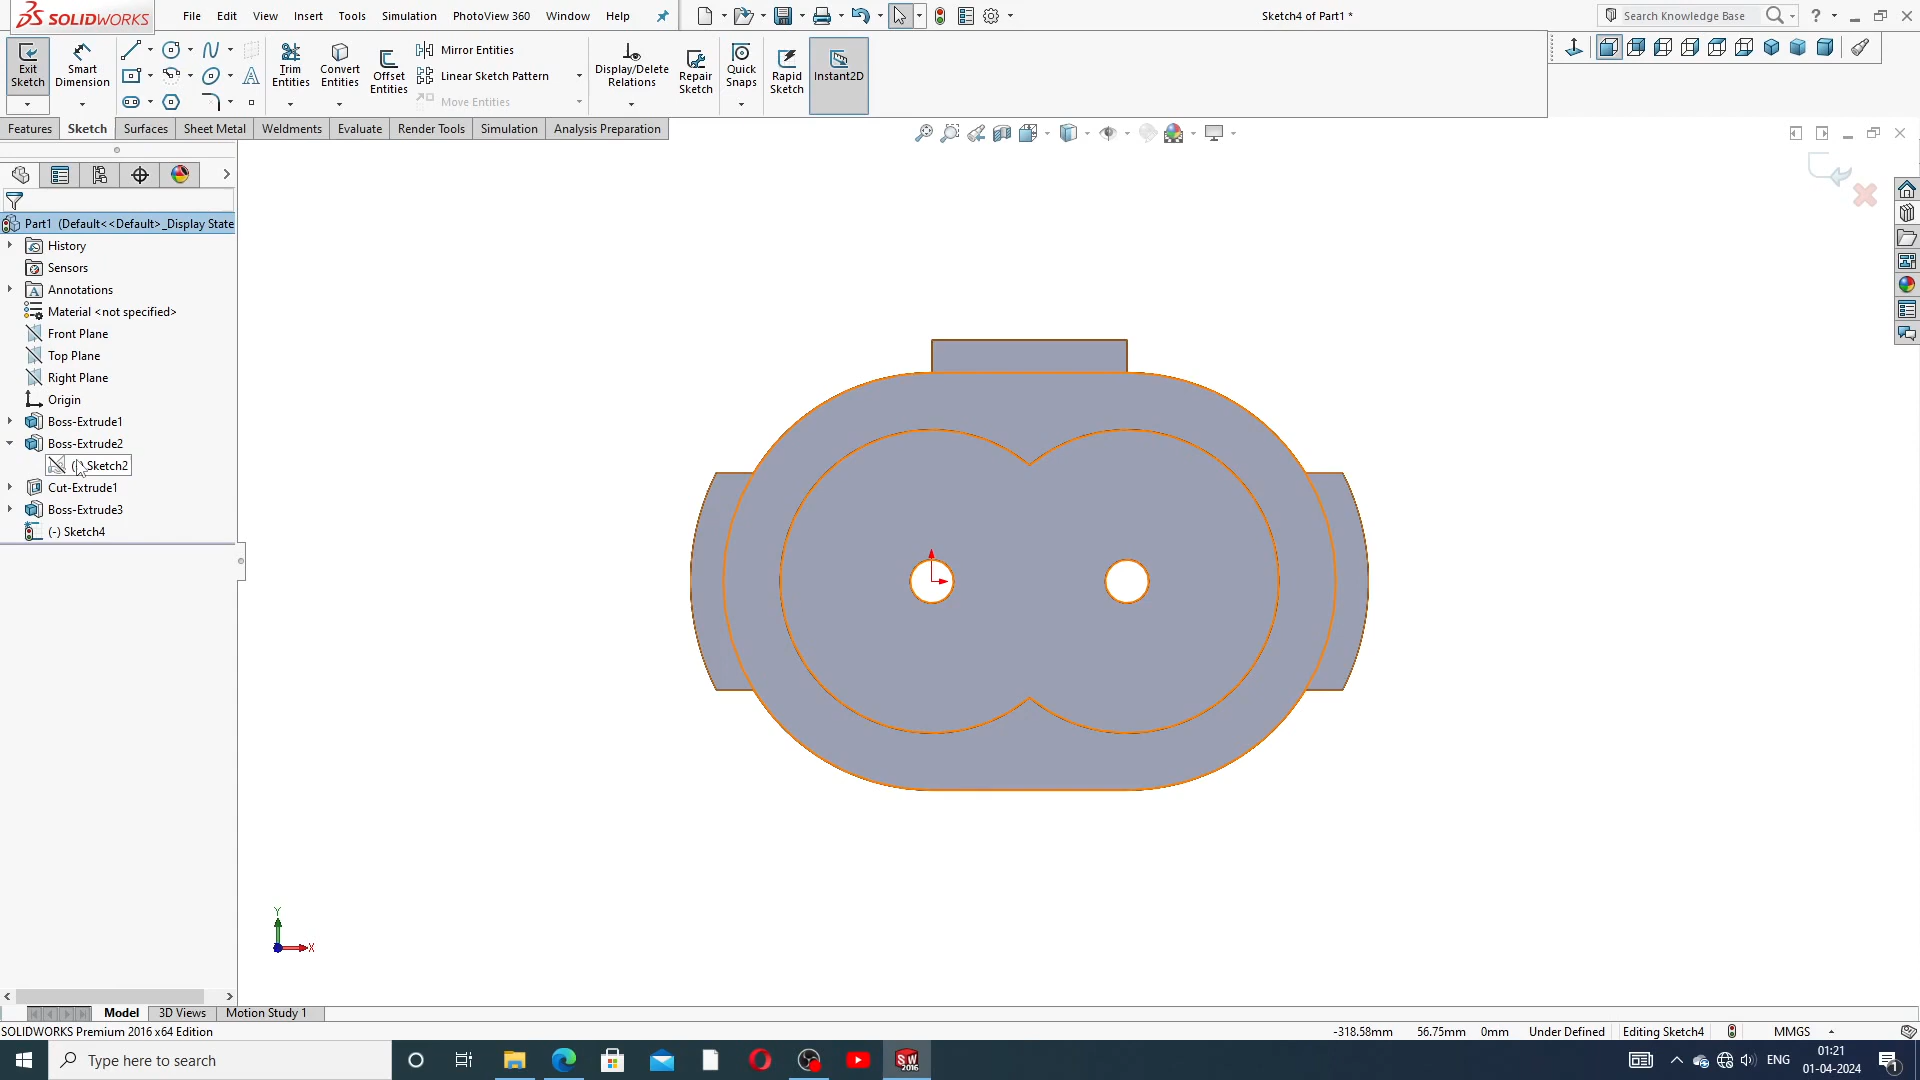 SOLIDWORKS
File Edit View Insert Tools Simulation PhotoView 360 Window Help
Sketch4 of Part1 *
Search Knowledge Base
Exit Sketch
Smart Dimension
Trim Entities
Convert Entities
Offset Entities
Mirror Entities
Linear Sketch Pattern
Move Entities
Display/Delete Relations
Repair Sketch
Quick Snaps
Rapid Sketch
Instant2D
Features Sketch Surfaces Sheet Metal Weldments Evaluate Render Tools Simulation Analysis Preparation
Part1 (Default<<Default>_Display State
History
Sensors
Annotations
Material <not specified>
Front Plane
Top Plane
Right Plane
Origin
Boss-Extrude1
Boss-Extrude2
Sketch2
Cut-Extrude1
Boss-Extrude3
(-) Sketch4
Y
X
Model 3D Views Motion Study 1
SOLIDWORKS Premium 2016 x64 Edition
-318.58mm 56.75mm 0mm Under Defined Editing Sketch4 MMGS
Type here to search
SW
2016
ENG
01:21
01-04-2024
1